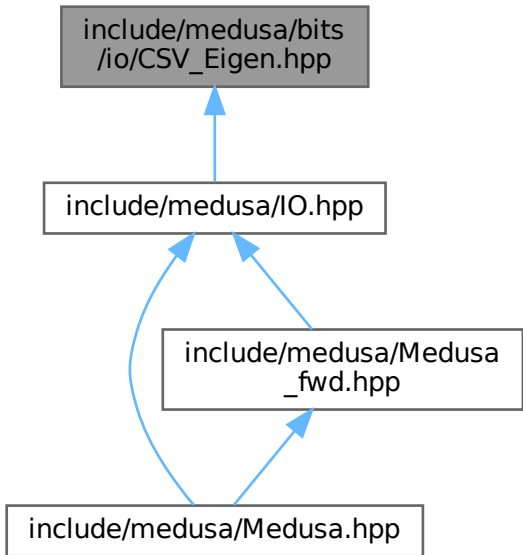 include/medusa/bits
/io/CSV_Eigen.hpp
include/medusa/IO.hpp
include/medusa/Medusa
_fwd.hpp
include/medusa/Medusa.hpp